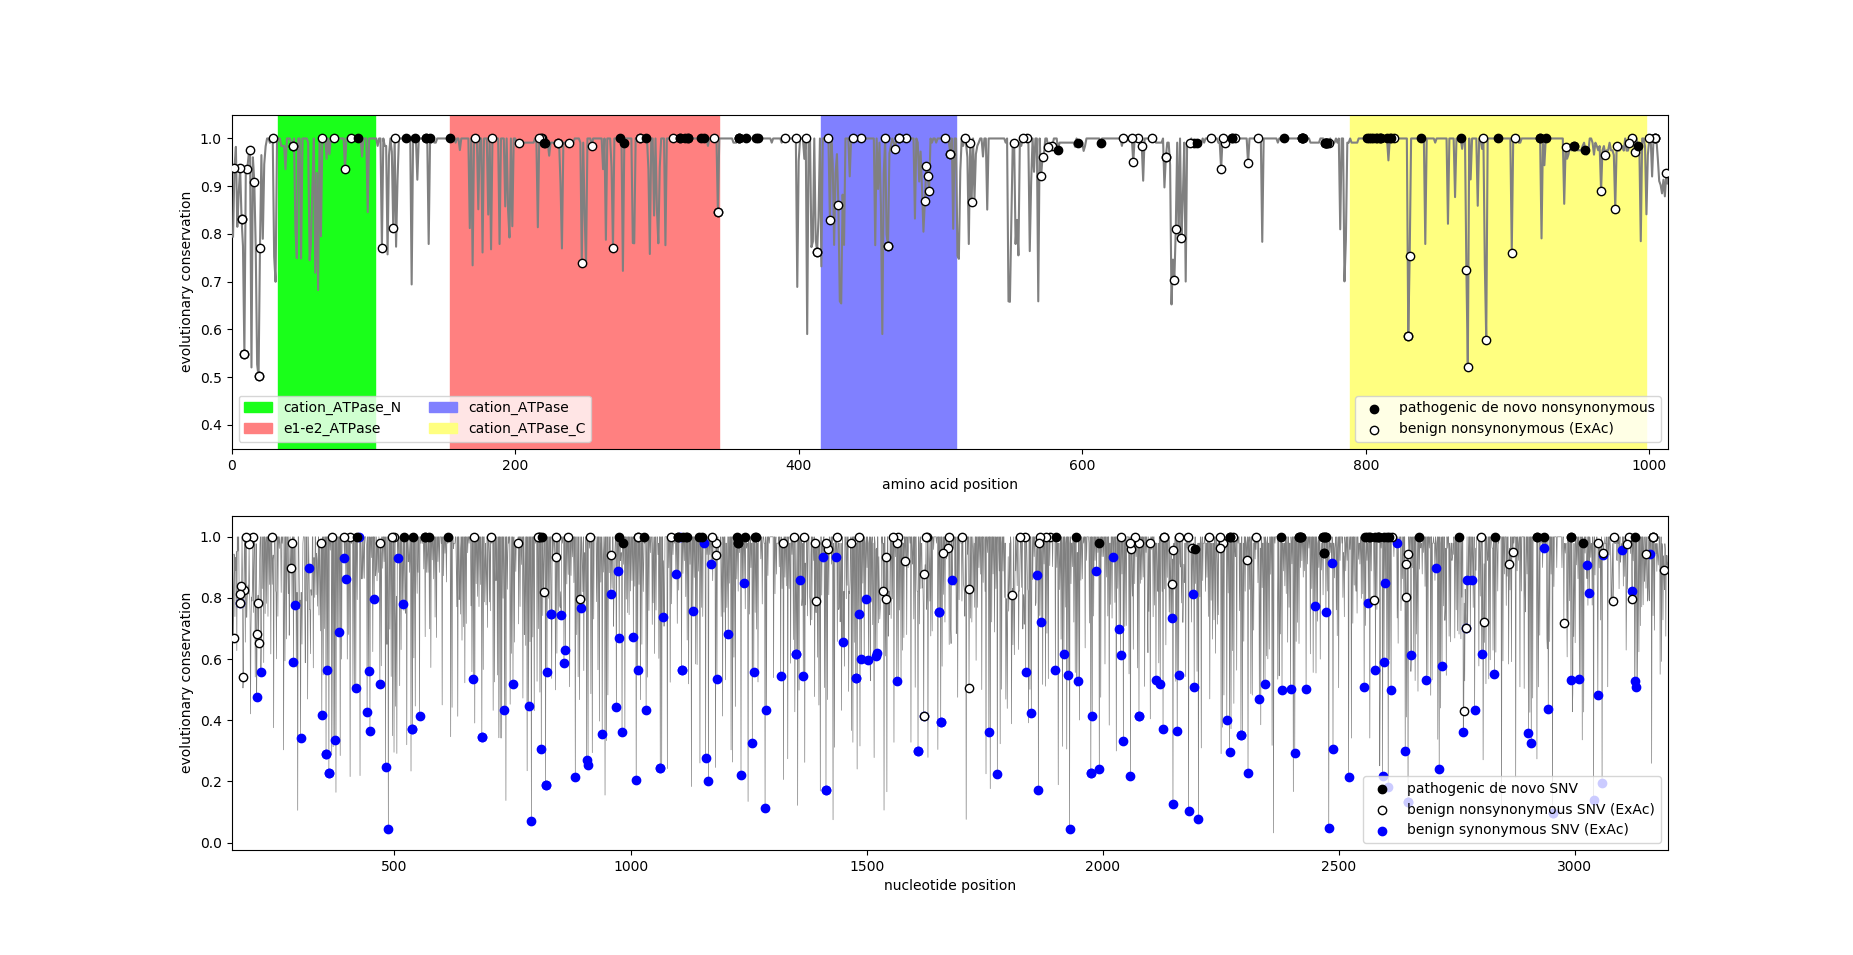 1.0
0.9
0.8
0.7
0.6
0.5
0.4
evolutionary conservation
cation_ATPase_N
e1-e2_ATPase
cation_ATPase
cation_ATPase_C
pathogenic de novo nonsynonymous
benign nonsynonymous (ExAc)
0 200 400 600 800 1000
amino acid position
1.0
0.8
0.6
0.4
0.2
0.0
evolutionary conservation
pathogenic de novo SNV
benign nonsynonymous SNV (ExAc)
benign synonymous SNV (ExAc)
500 1000 1500 2000 2500 3000
nucleotide position